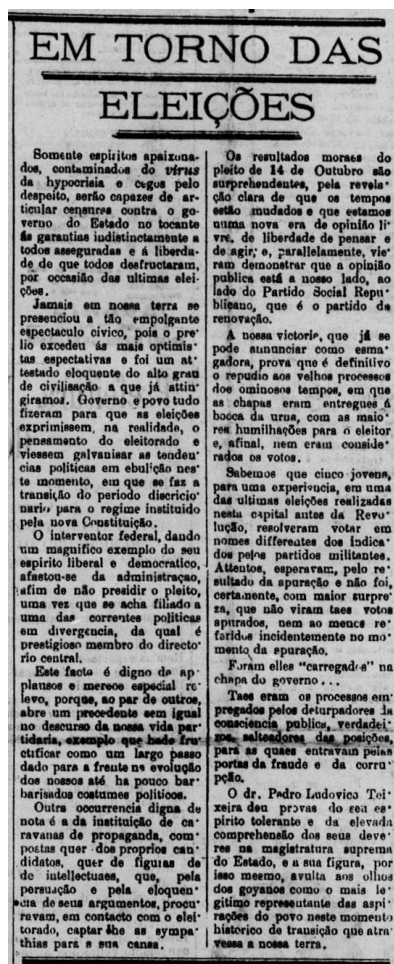 EM TORNO DAS
ELEIÇÕES
Somente espiritos apaixona-
dos, contaminados do virus
da hypocrisia e cegos pelo
despeito, serão capazes de ar-
ticular censures contra o go-
verno do Estado no tocante
ás garantias indistinctamente a
todos asseguradas e á liberda-
de de que todos desfructaram,
por occasião das ultimas elei-
ções.
Jamais em nossa terra se
presenciou a tão empolgante
espectaculo civico, pois o pre-
lio excedeu ás mais optimis-
tas espectativas e foi um at-
testado eloquente do alto grau
de civilisação a que já attin-
giramos. Governo e povo tudo
fizeram para que as eleições
exprimissem, na realidade, o
pensamento do eleitorado e
viessem galvanisar as tenden-
cias politicas em ebulição nes-
te momento, em que se faz a
transição do periodo discricio-
nario para o regime instituido
pela nova Constituição.
O interventor federal, dando
um magnifico exemplo do seu
espirito liberal e democratico,
afastou-se da administraçao,
afim de não presidir o pleito,
uma vez que se acha filiado a
uma das correntes politicas
em divergencia, da qual é
prestigioso membro do directo-
rio central.
Este facto é digno de ap-
plausos e merece especial re-
levo, porque, ao par de outros,
abre um precedente sem igual
no descurso da nossa vida par-
tidaria, exemplo que hade fru-
ctificar como um largo passo
dado para a frente na evolução
dos nossos até ha pouco bar-
barisados costumes politicos.
Outra occurrencia digna de
nota é a da instituição de ca-
ravanas de propaganda, com-
postas quer dos proprios can-
didatos, quer de figuras de
de intellectuaes, que, pela
persuação e pela eloquen-
cia de seus argumentos, procu-
ravam, em contacto com o elei-
torado, captar-lhe as sympa-
thias para a sua causa.
Os resultados moraes do
pleito de 14 de Outubro são
surprehendentes, pela revela-
ção clara de que os tempos
estão mudados e que estamos
numa nova era de opinião li-
vre, de liberdade de pensar e
de agir, e, parallelamente, vie-
ram demonstrar que a opinião
publica está a nosso lado, ao
lado do Partido Social Repu-
blicano, que é o partido da
renovação.
A nossa victoria, que já se
póde annunciar como esma-
gadora, prova que é definitivo
o repudio aos velhos processos
dos ominosos tempos, em que
as chapas eram entregues á
bocca da urna, com as maio-
res humilhações para o eleitor
e, afinal, nem eram conside-
rados os votos.
Sabemos que cinco jovens,
para uma experiencia, em uma
das ultimas eleições realizadas
nesta capital antes da Revo-
lução, resolveram votar em
nomes differentes dos indica-
dos pelos partidos militantes.
Attentos, esperavam, pelo re-
sultado da apuração e não foi,
certamente, com maior surpre-
za, que não viram taes votos
apurados, nem ao menos re-
feridos incidentemente no mo-
mento da apuração.
Foram elles "carregados" na
chapa do governo...
Taes eram os processos em-
pregados pelos deturpadores da
consciencia publica, verdadei-
ros salteadores das posições,
para as quaes entravam pelas
portas da fraude e da corru-
pção.
O dr. Pedro Ludovico Tei-
xeira deu provas do seu es-
pirito tolerante e da elevada
comprehensão dos seus deve-
res na magistratura suprema
do Estado, e a sua figura, por
isso mesmo, avulta aos olhos
dos goyanos como o mais le-
gitimo representante das aspi-
rações do povo neste momento
historico de transição que atra-
vessa a nossa terra.